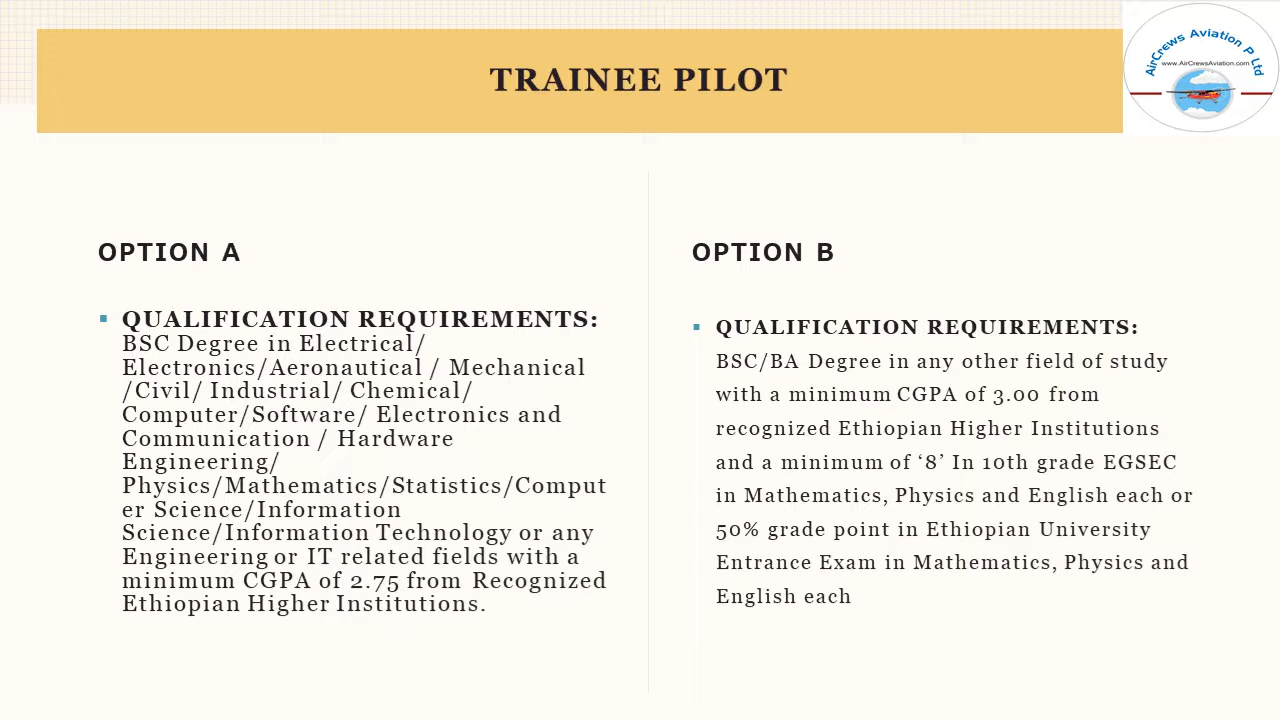 TRAINEE PILOT
AirCrews Aviation P Ltd
www.AirCrewsAviation.com
OPTION A
QUALIFICATION REQUIREMENTS:
BSC Degree in Electrical/
Electronics/Aeronautical / Mechanical
/Civil/ Industrial/ Chemical/
Computer/Software/ Electronics and
Communication / Hardware
Engineering/
Physics/Mathematics/Statistics/Comput
er Science/Information
Science/Information Technology or any
Engineering or IT related fields with a
minimum CGPA of 2.75 from Recognized
Ethiopian Higher Institutions.
OPTION B
QUALIFICATION REQUIREMENTS:
BSC/BA Degree in any other field of study
with a minimum CGPA of 3.00 from
recognized Ethiopian Higher Institutions
and a minimum of ‘8’ In 10th grade EGSEC
in Mathematics, Physics and English each or
50% grade point in Ethiopian University
Entrance Exam in Mathematics, Physics and
English each